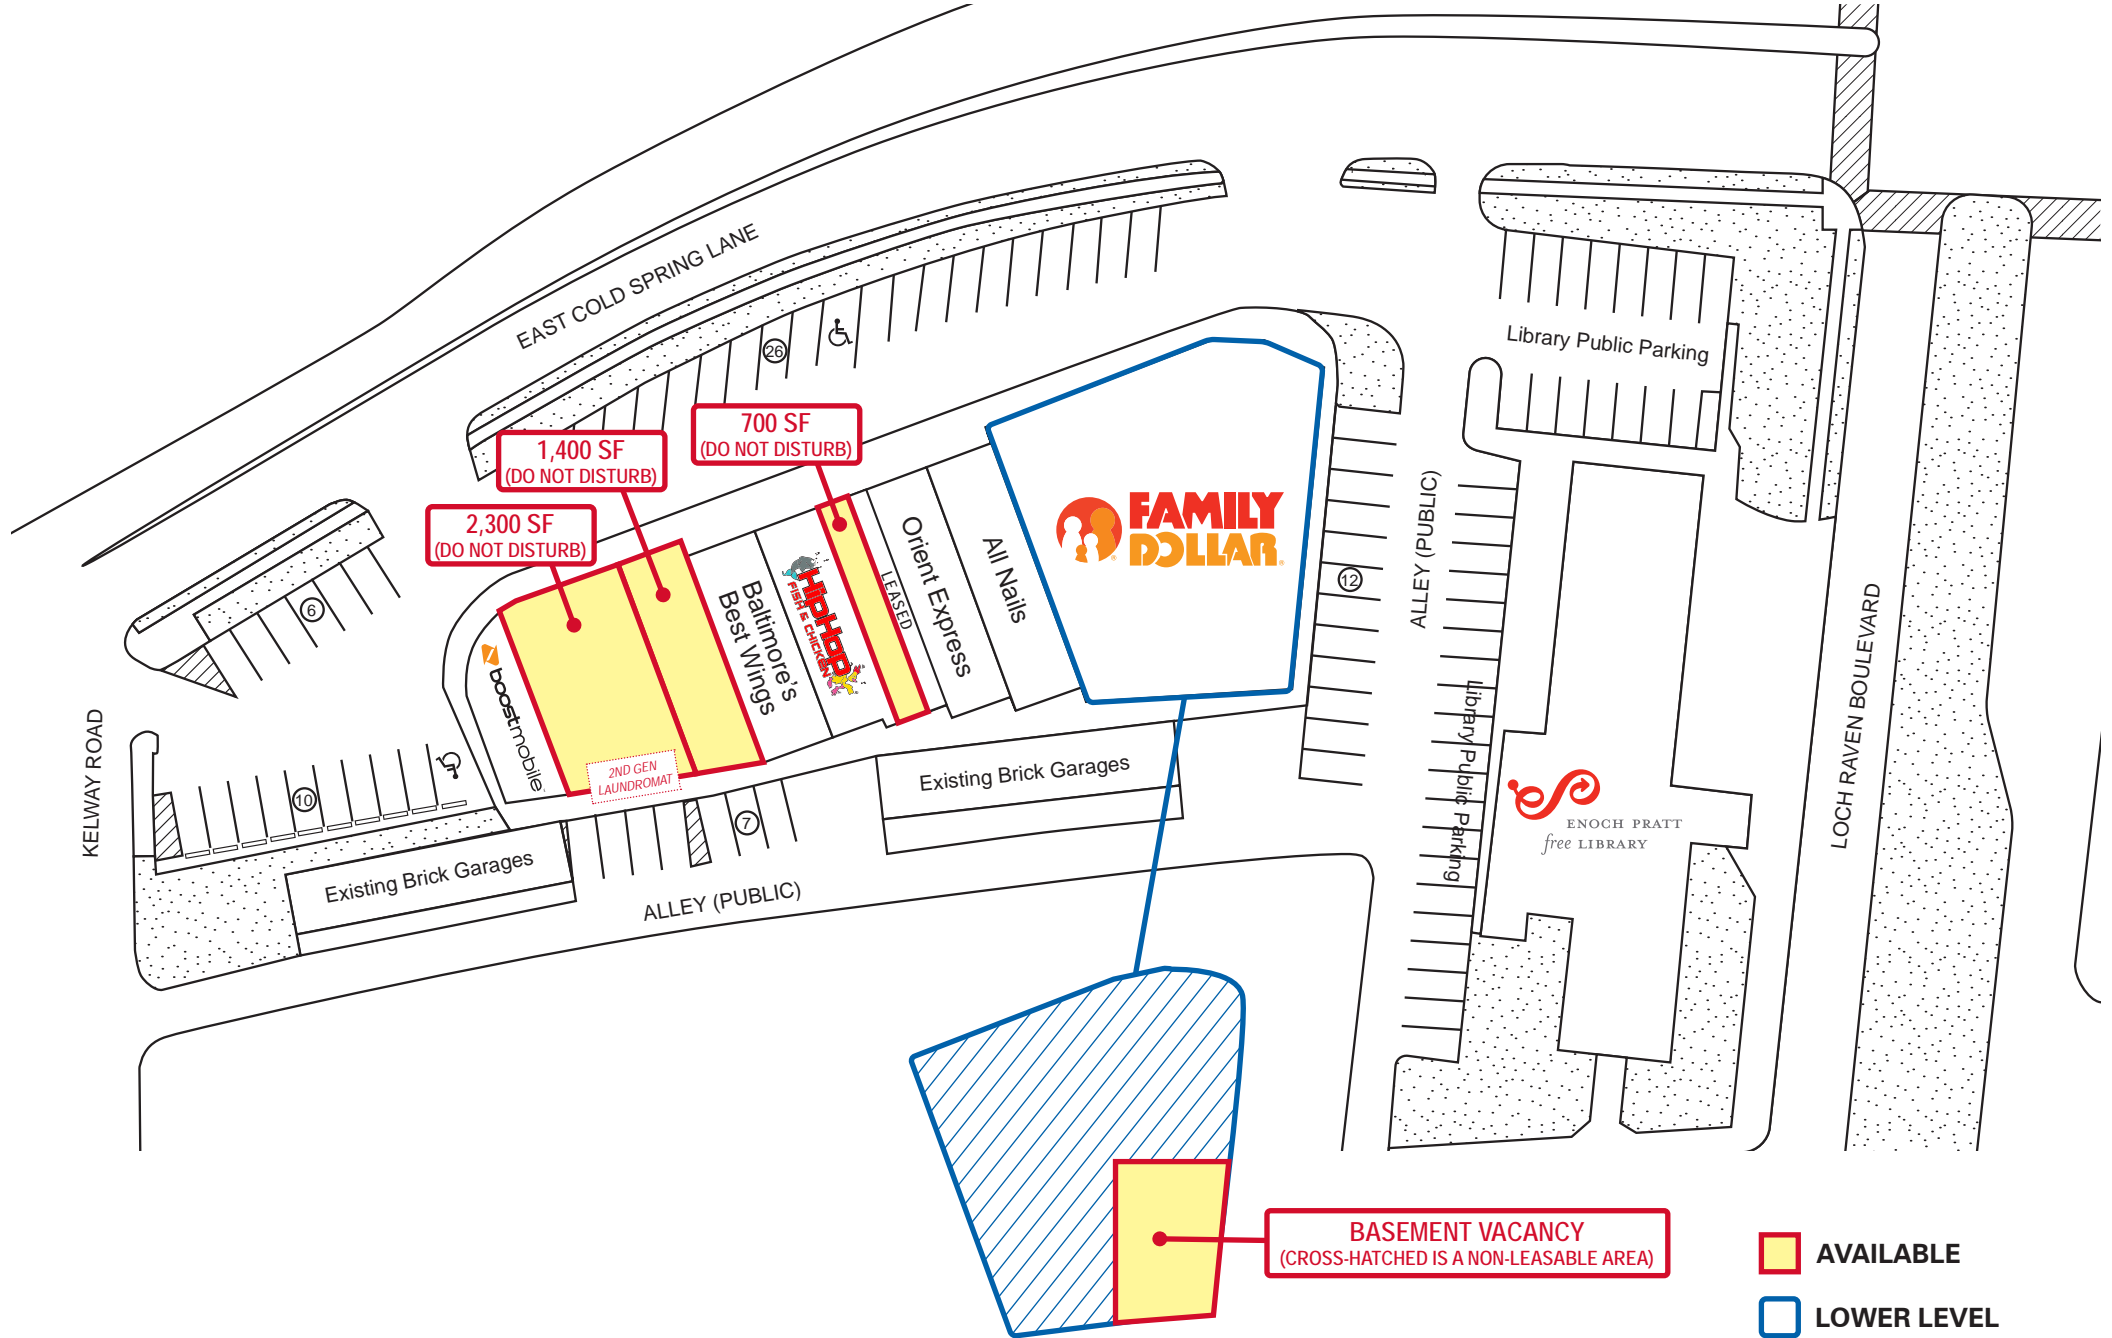 EAST COLD SPRING LANE
26
Library Public Parking
700 SF
(DO NOT DISTURB)
1,400 SF
(DO NOT DISTURB)
2,300 SF
(DO NOT DISTURB)
6
boostmobile
2ND GEN
LAUNDROMAT
Baltimore's
Best Wings
HipHop
FISH & CHICKEN
LEASED
Orient Express
All Nails
FAMILY
DOLLAR
12
ALLEY (PUBLIC)
Library Public Parking
LOCH RAVEN BOULEVARD
KELWAY ROAD
10
7
Existing Brick Garages
Existing Brick Garages
ALLEY (PUBLIC)
ENOCH PRATT
free LIBRARY
BASEMENT VACANCY
(CROSS-HATCHED IS A NON-LEASABLE AREA)
AVAILABLE
LOWER LEVEL